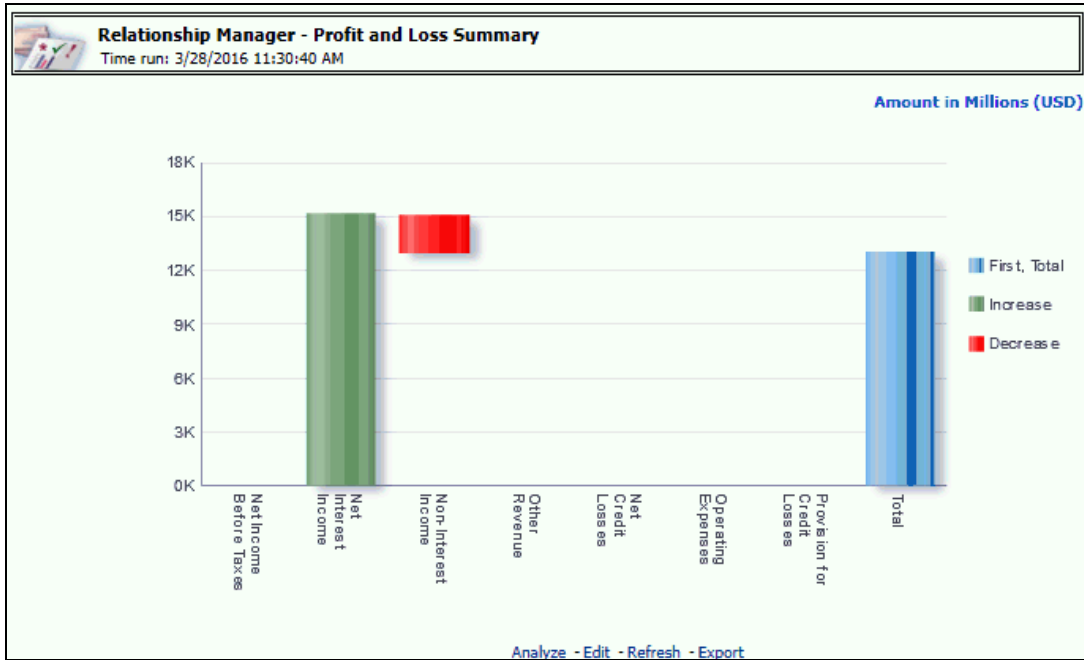 Relationship Manager - Profit and Loss Summary
Time run: 3/28/2016 11:30:40 AM
Amount in Millions (USD)
18K
15K
12K
9K
6K
3K
0K
Net Income
Before Taxes
Net
Interest
Income
Non-Interest
Income
Other
Revenue
Net
Credit
Losses
Operating
Expenses
Provision for
Credit
Losses
Total
First, Total
Increase
Decrease
Analyze - Edit - Refresh - Export